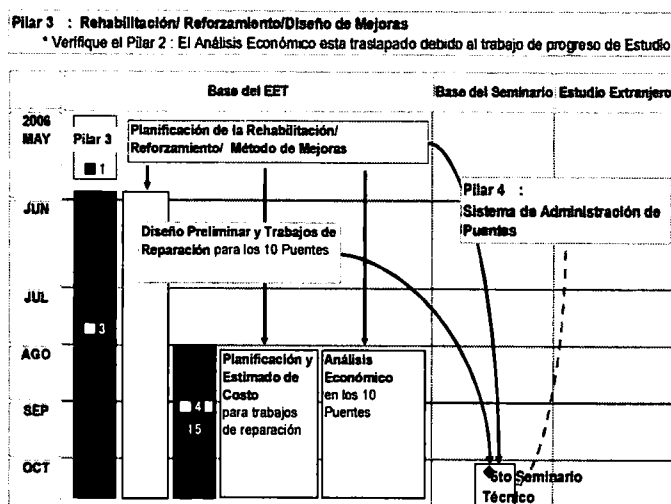 Pilar 3 : Rehabilitación/ Reforzamiento/Diseño de Mejoras
* Verifique el Pilar 2 : El Análisis Económico esta traslapado debido al trabajo de progreso de Estudio
Base del EET
Base del Seminario
Estudio Extranjero
2006
MAY
Pilar 3
1
Planificación de la Rehabilitación/
Reforzamiento/ Método de Mejoras
JUN
Pilar 4 :
Sistema de Administración de
Puentes
Diseño Preliminar y Trabajos de
Reparación para los 10 Puentes
JUL
3
AGO
Planificación y
Estimado de
Costo
para trabajos
de reparación
Análisis
Económico
en los 10
Puentes
SEP
4
15
OCT
5to Seminario
Técnico